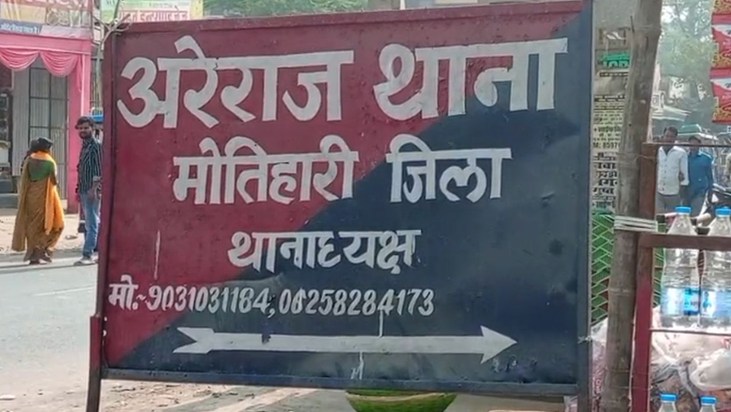 अरेराज थाना
मोतिहारी जिला
थानाध्यक्ष
मो.-9031031184, 06258284173